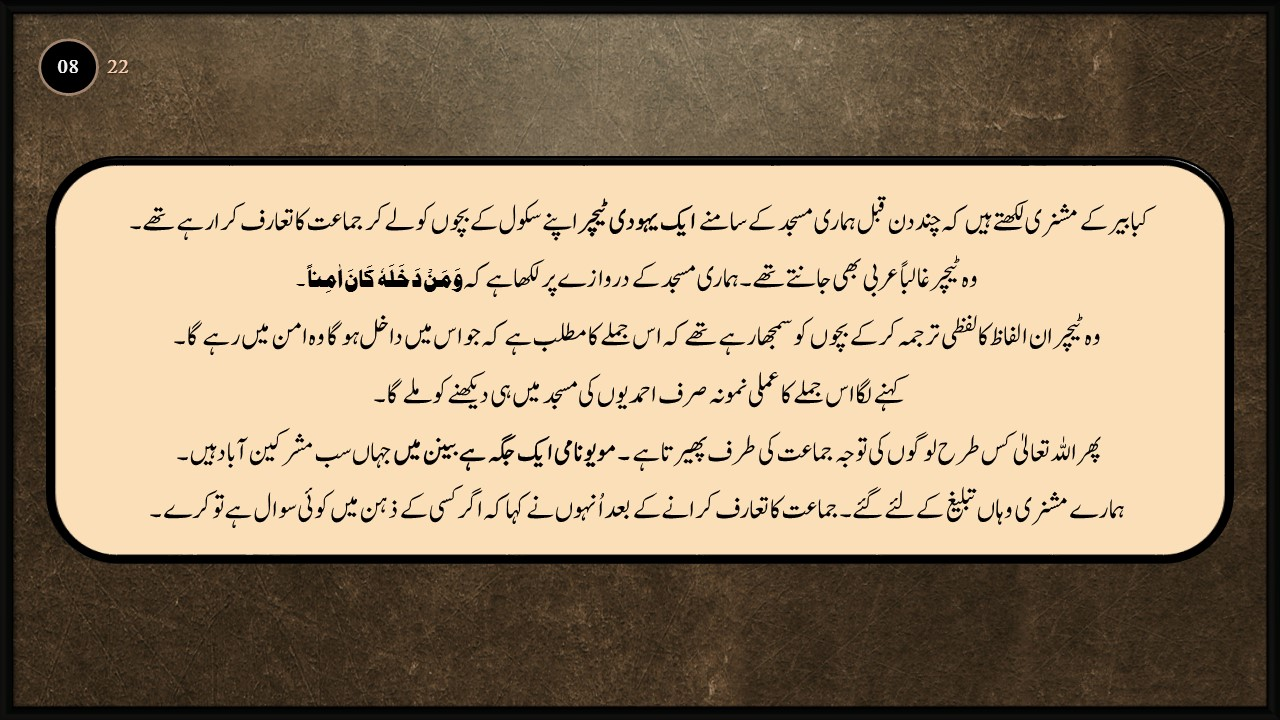 08 22
کبابیر کے مشنری لکھتے ہیں کہ چند دن قبل ہماری مسجد کے سامنے ایک یہودی ٹیچر اپنے سکول کے بچوں کو لے کر جماعت کا تعارف کرا رہے تھے۔
وہ ٹیچر غالباً عربی بھی جانتے تھے۔ ہماری مسجد کے دروازے پر لکھا ہے کہ وَمَنۡ دَخَلَہٗ کَانَ اٰمِناً۔
وہ ٹیچر ان الفاظ کا لفظی ترجمہ کر کے بچوں کو سمجھا رہے تھے کہ اس جملے کا مطلب ہے کہ جو اس میں داخل ہو گا وہ امن میں رہے گا۔
کہنے لگا اس جملے کا عملی نمونہ صرف احمدیوں کی مسجد میں ہی دیکھنے کو ملے گا۔
پھر اللہ تعالیٰ کس طرح لوگوں کی توجہ جماعت کی طرف پھیرتا ہے۔ مویو نامی ایک جگہ ہے بینن میں جہاں سب مشرکین آباد ہیں۔
ہمارے مشنری وہاں تبلیغ کے لئے گئے۔ جماعت کا تعارف کرانے کے بعد اُنہوں نے کہا کہ اگر کسی کے ذہن میں کوئی سوال ہے تو کرے۔